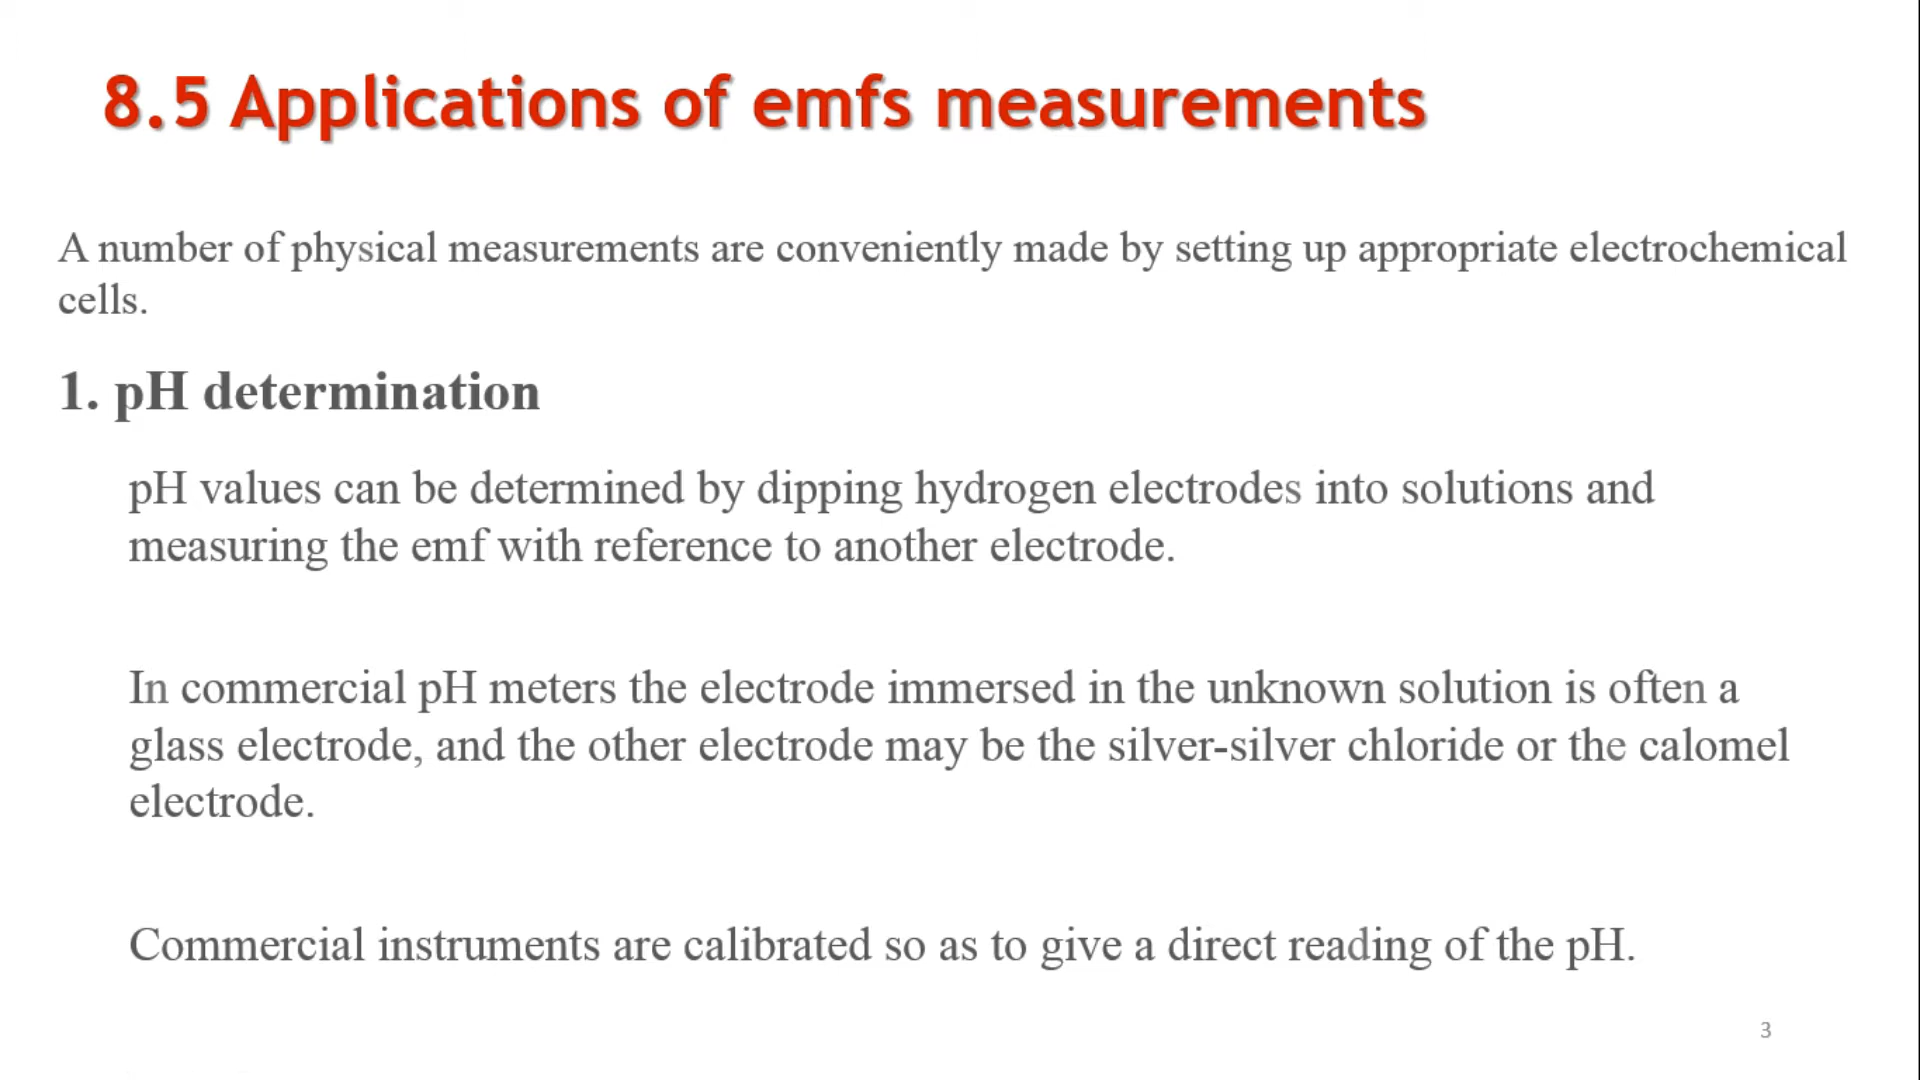 8.5 Applications of emfs measurements
A number of physical measurements are conveniently made by setting up appropriate electrochemical
cells.
1. pH determination
pH values can be determined by dipping hydrogen electrodes into solutions and
measuring the emf with reference to another electrode.
In commercial pH meters the electrode immersed in the unknown solution is often a
glass electrode, and the other electrode may be the silver-silver chloride or the calomel
electrode.
Commercial instruments are calibrated so as to give a direct reading of the pH.
3